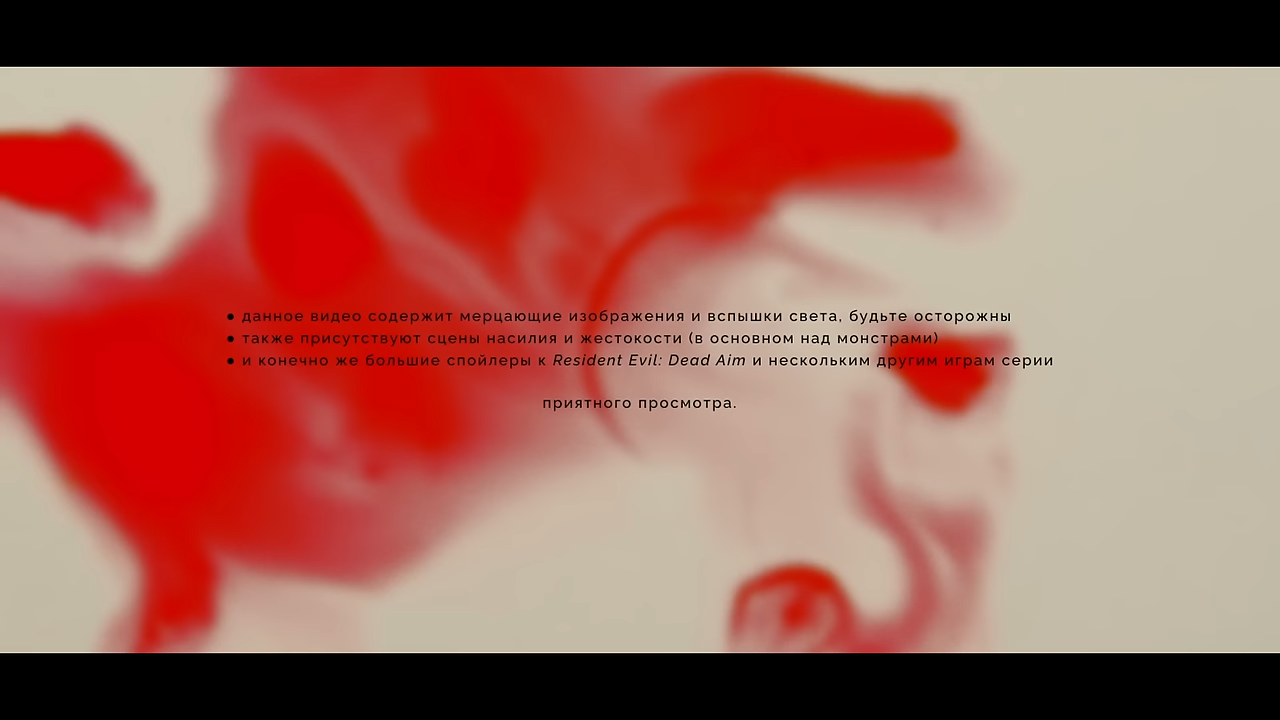 ● данное видео содержит мерцающие изображения и вспышки света, будьте осторожны
● также присутствуют сцены насилия и жестокости (в основном над монстрами)
● и конечно же большие спойлеры к Resident Evil: Dead Aim и нескольким другим играм серии
приятного просмотра.